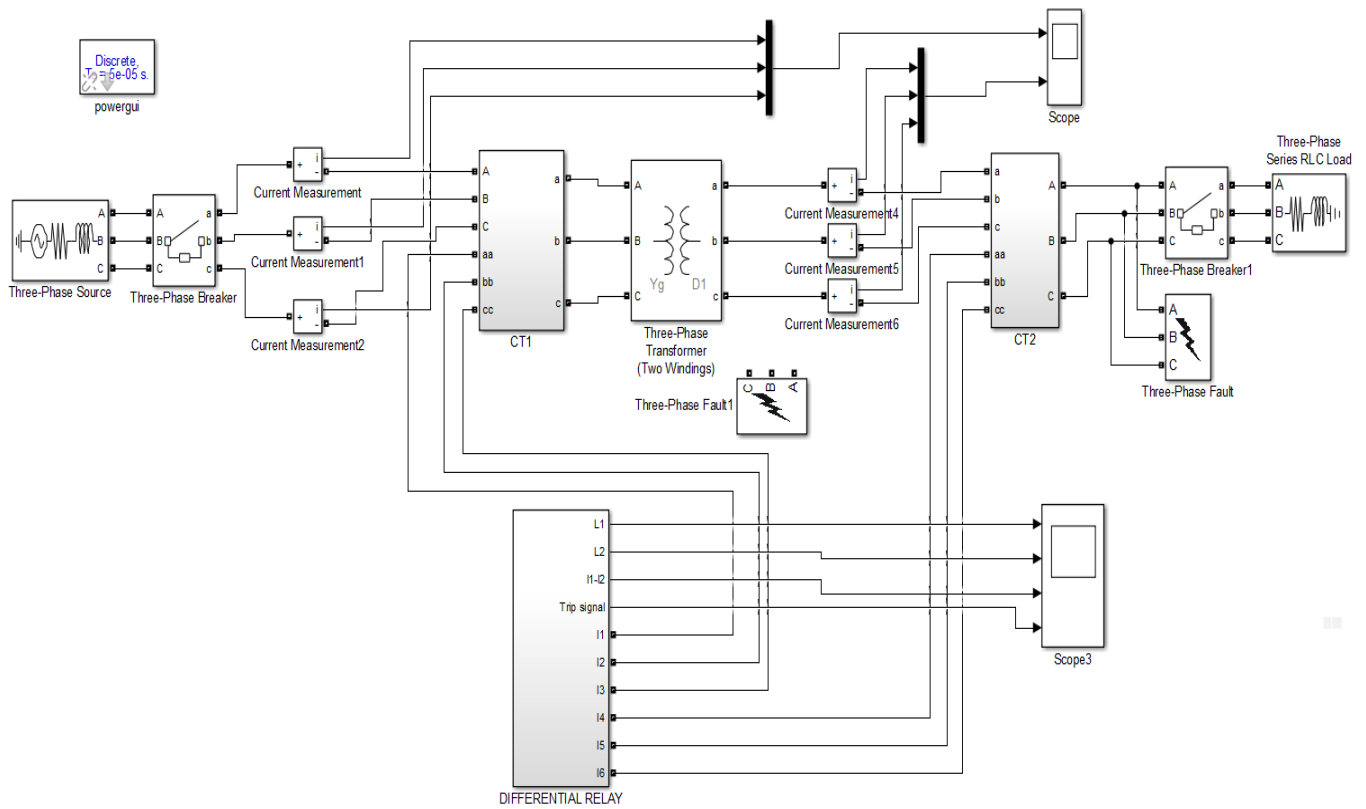 Discrete,
Ts = 5e-05 s.
powergui
Scope
Three-Phase
Series RLC Load
A
B
C
Three-Phase Source
A
B
C
a
b
c
Three-Phase Breaker
+
i
-
Current Measurement
+
i
-
Current Measurement1
+
i
-
Current Measurement2
A
B
C
aa
bb
cc
a
b
c
CT1
A
B
C
a
b
c
Yg
D1
Three-Phase
Transformer
(Two Windings)
+
i
-
Current Measurement4
+
i
-
Current Measurement5
+
i
-
Current Measurement6
a
b
c
aa
bb
cc
A
B
C
CT2
A
B
C
a
b
c
Three-Phase Breaker1
A
B
C
A
B
C
Three-Phase Fault
C
B
A
Three-Phase Fault1
L1
L2
I1-I2
Trip signal
I1
I2
I3
I4
I5
I6
DIFFERENTIAL RELAY
Scope3